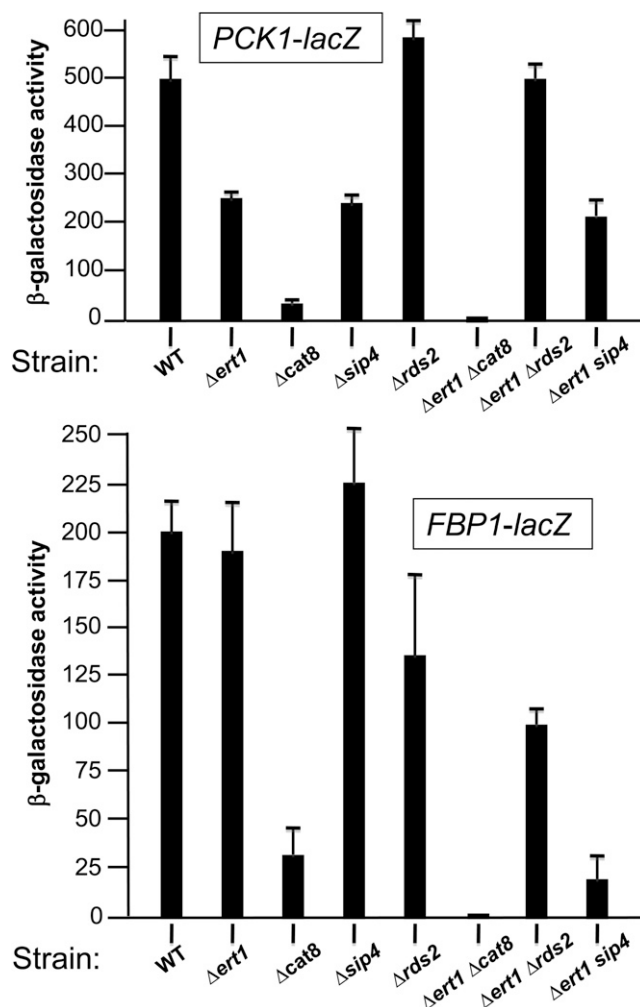 PCK1-lacZ
β-galactosidase activity
600
500
400
300
200
100
0
Strain:
WT
Δert1
Δcat8
Δsip4
Δrds2
Δert1 Δcat8
Δert1 Δrds2
Δert1 sip4
FBP1-lacZ
β-galactosidase activity
250
225
200
175
150
125
100
75
50
25
0
Strain:
WT
Δert1
Δcat8
Δsip4
Δrds2
Δert1 Δcat8
Δert1 Δrds2
Δert1 sip4